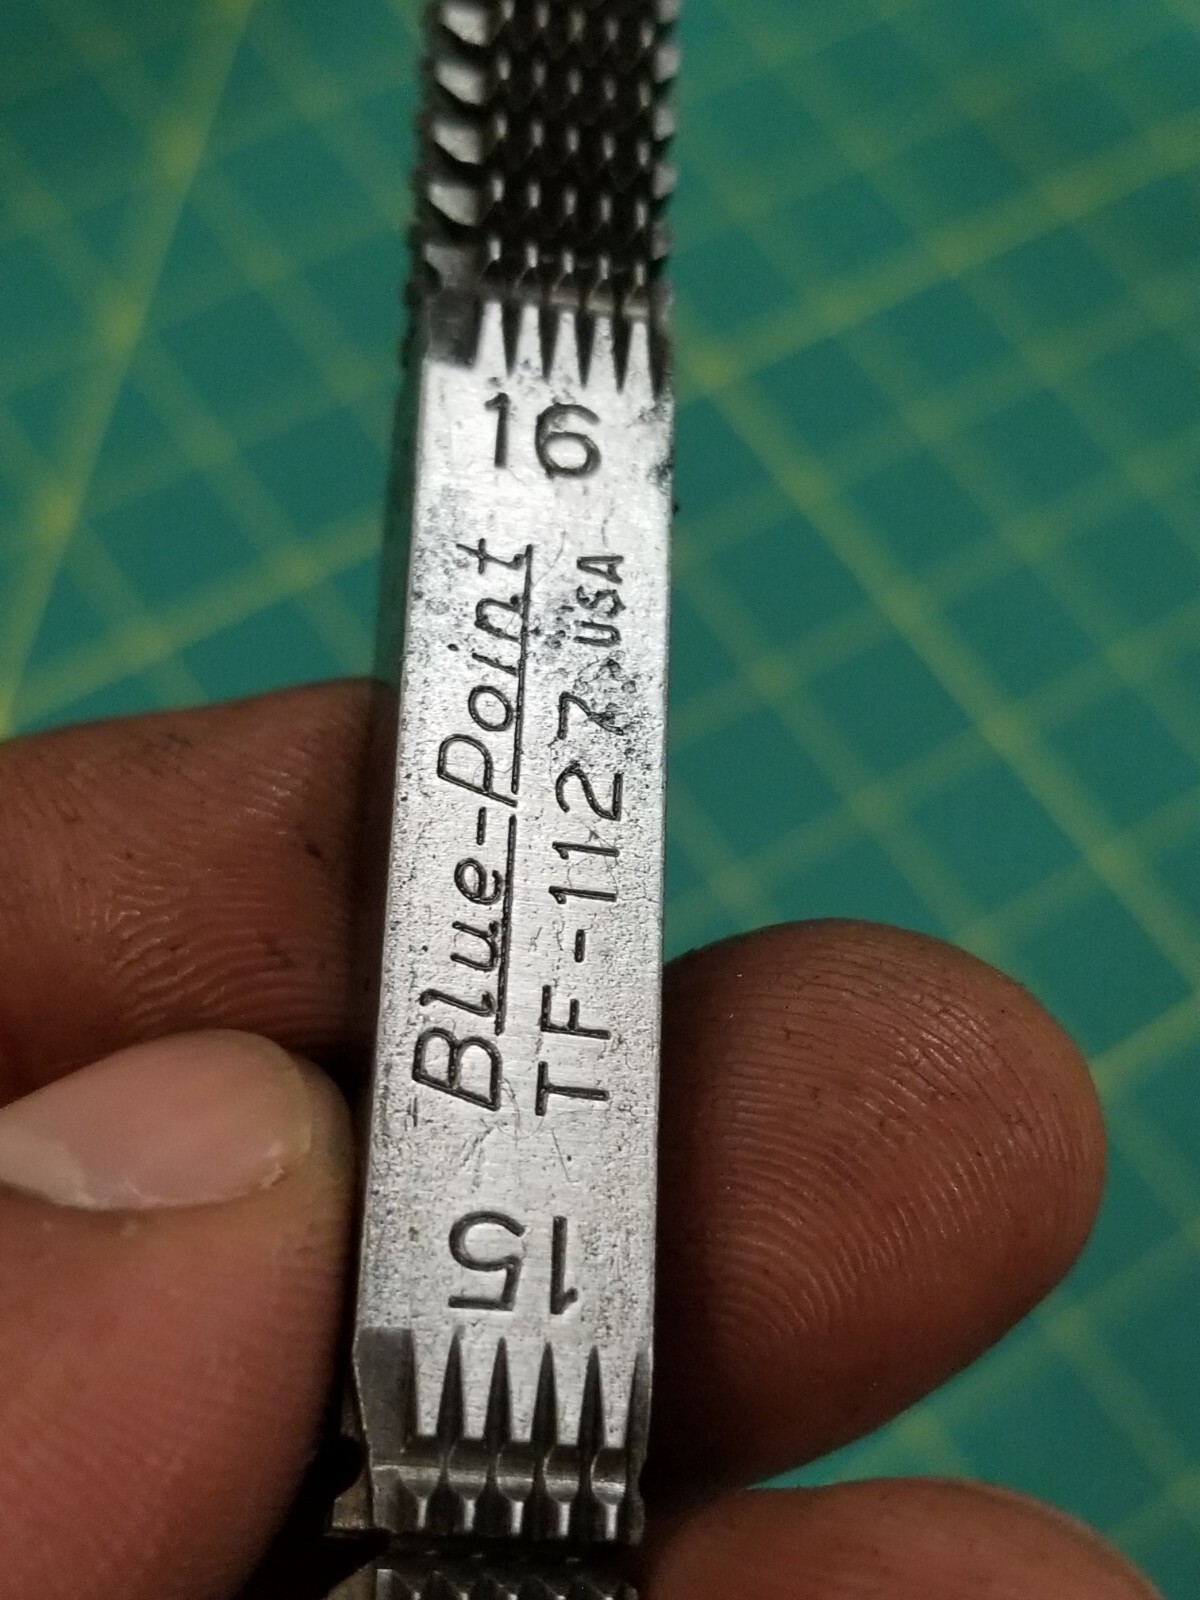 16
Blue-Point
TF-1127 USA
15